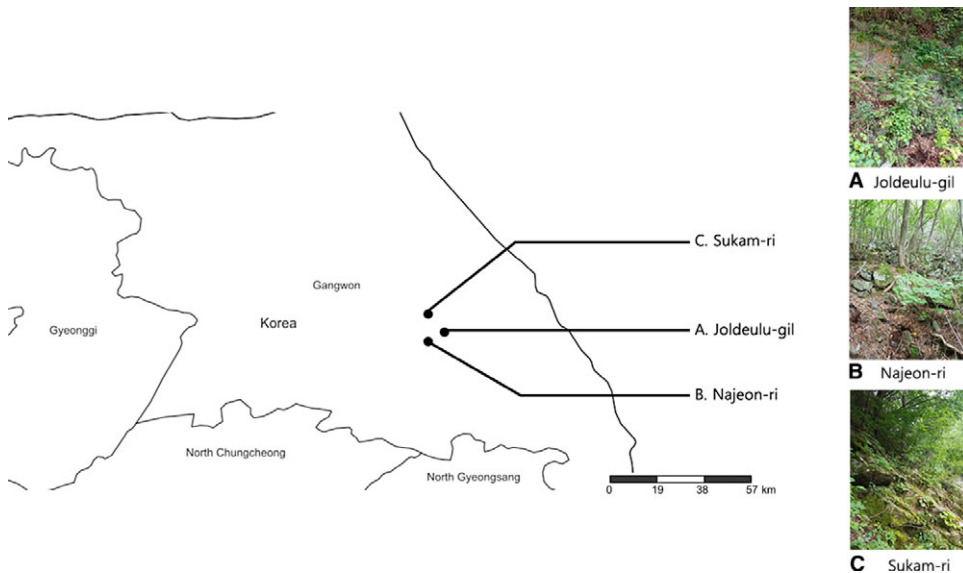 C. Sukam-ri
Gangwon
Korea
Gyeonggi
A. Joldeulu-gil
B. Najeon-ri
North Chungcheong
North Gyeongsang
0 19 38 57 km
A Joldeulu-gil
B Najeon-ri
C Sukam-ri